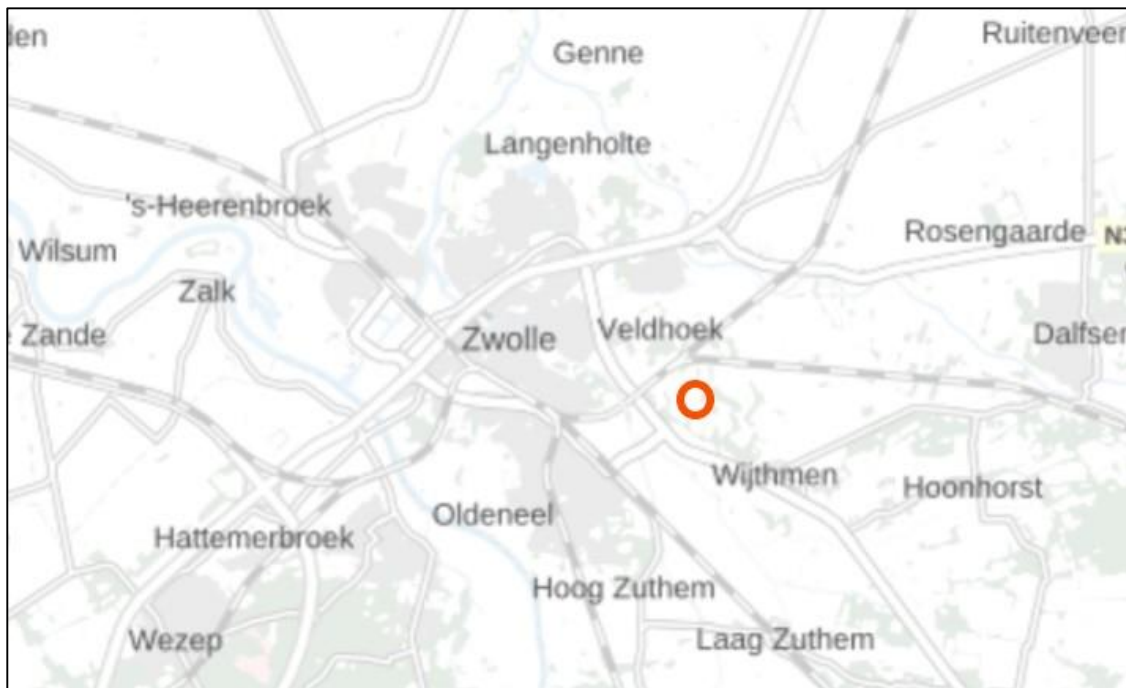 den
Ruitenveen
Genne
Langenholte
's-Heerenbroek
Wilsum
Rosengaarde
Zalk
Zande
Zwolle
Veldhoek
Wijthmen
Hoonhorst
Oldeneel
Hattemerbroek
Hoog Zuthem
Wezep
Laag Zuthem